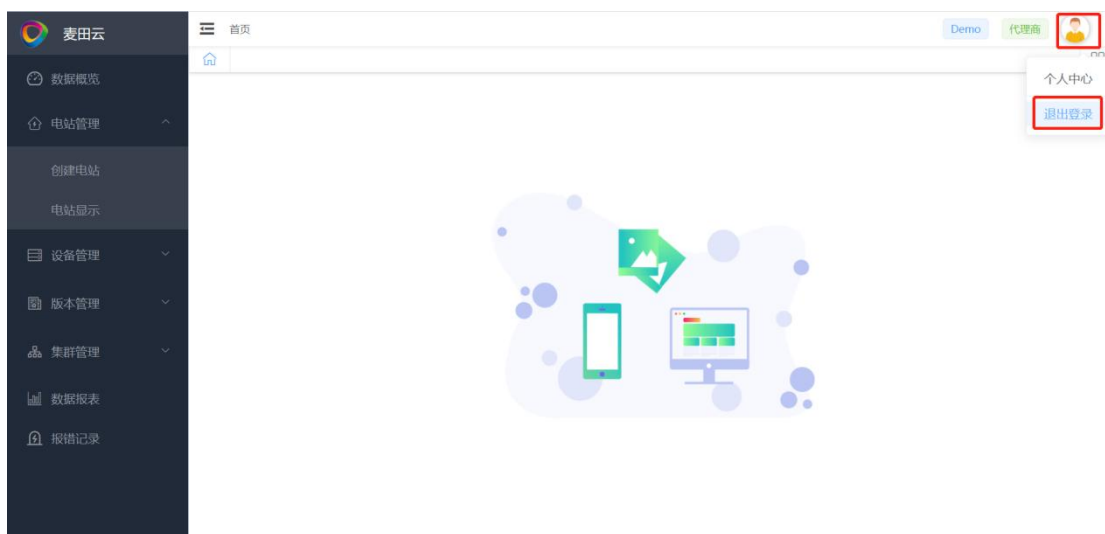 麦田云
首页
Demo
代理商
数据概览
个人中心
电站管理
退出登录
创建电站
电站显示
设备管理
版本管理
集群管理
数据报表
报错记录